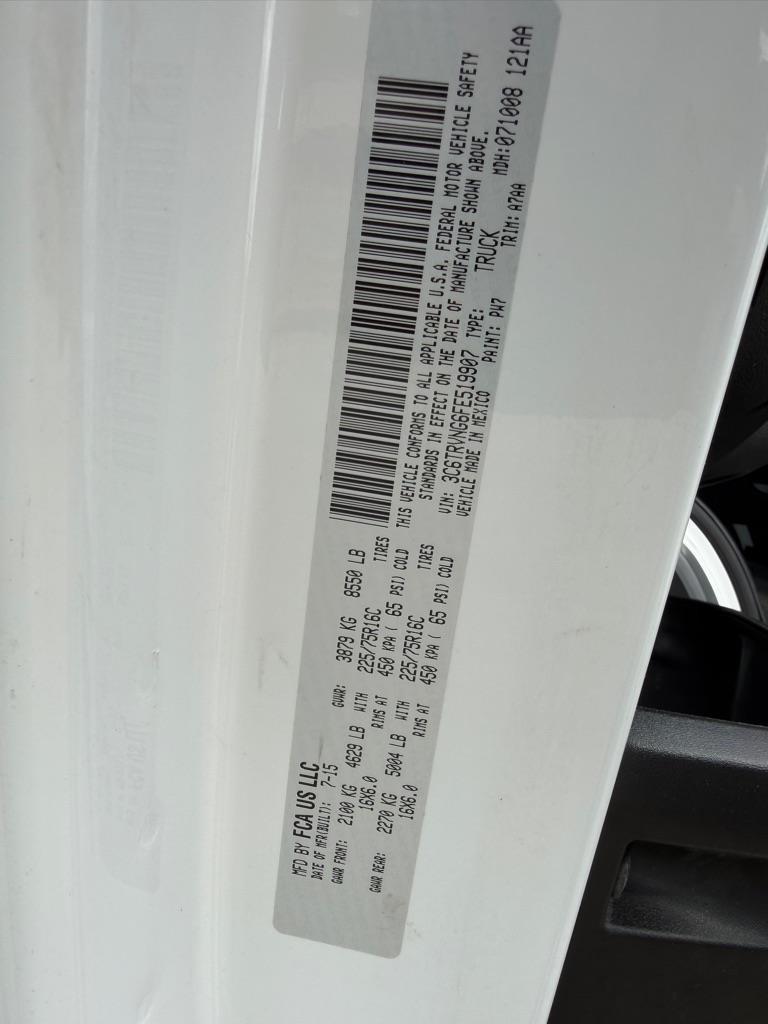 MFD BY FCA US LLC
DATE OF MFR(BUILT): 7-15 GVWR: 3879 KG 8550 LB
GAWR FRONT: 2100 KG 4629 LB WITH 225/75R16C TIRES
16X6.0 RIMS AT 450 KPA ( 65 PSI) COLD
GAWR REAR: 2270 KG 5004 LB WITH 225/75R16C TIRES
16X6.0 RIMS AT 450 KPA ( 65 PSI) COLD
THIS VEHICLE CONFORMS TO ALL APPLICABLE U.S.A. FEDERAL MOTOR VEHICLE SAFETY
STANDARDS IN EFFECT ON THE DATE OF MANUFACTURE SHOWN ABOVE.
VIN: 3C6TRVNG6FE519907 TYPE: TRUCK MDH:071008 121AA
VEHICLE MADE IN MEXICO PAINT: PW7 TRIM: A7AA